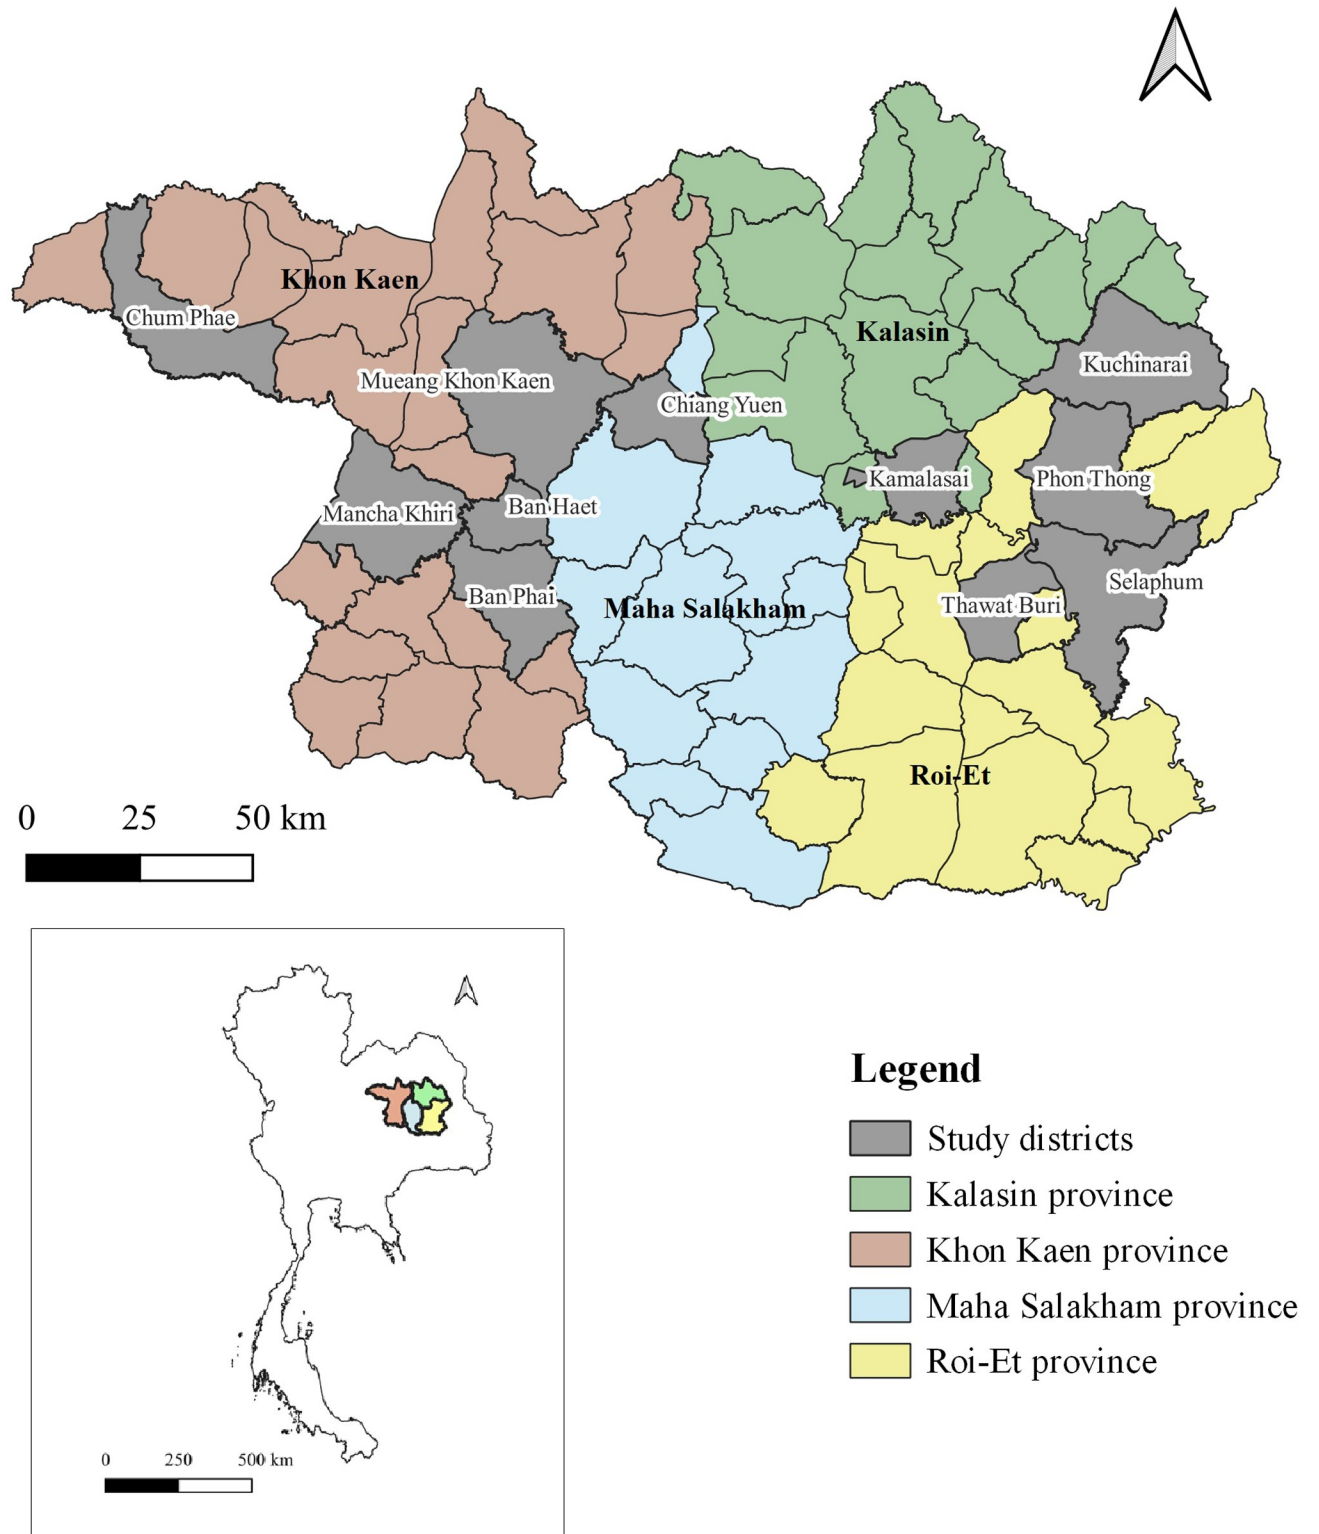 Khon Kaen
Chum Phae
Kalasin
Kuchinarai
Mueang Khon Kaen
Chiang Yuen
Kamalasai
Phon Thong
Mancha Khiri
Ban Haet
Selaphum
Ban Phai
Maha Salakham
Thawat Buri
Roi-Et
0 25 50 km
Legend
Study districts
Kalasin province
Khon Kaen province
Maha Salakham province
Roi-Et province
0 250 500 km